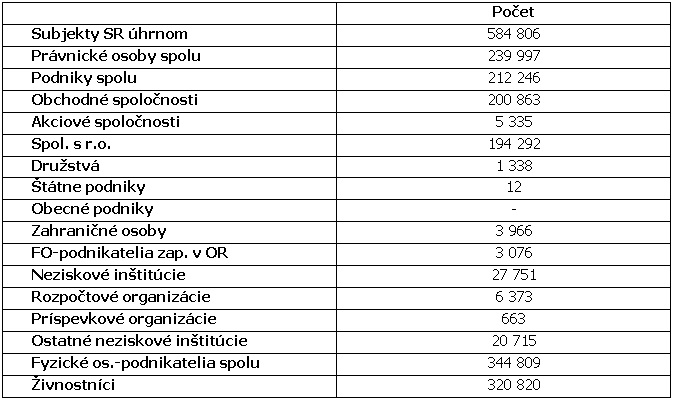 Počet
Subjekty SR úhrnom 584 806
Právnické osoby spolu 239 997
Podniky spolu 212 246
Obchodné spoločnosti 200 863
Akciové spoločnosti 5 335
Spol. s r.o. 194 292
Družstvá 1 338
Štátne podniky 12
Obecné podniky -
Zahraničné osoby 3 966
FO-podnikatelia zap. v OR 3 076
Neziskové inštitúcie 27 751
Rozpočtové organizácie 6 373
Príspevkové organizácie 663
Ostatné neziskové inštitúcie 20 715
Fyzické os.-podnikatelia spolu 344 809
Živnostníci 320 820